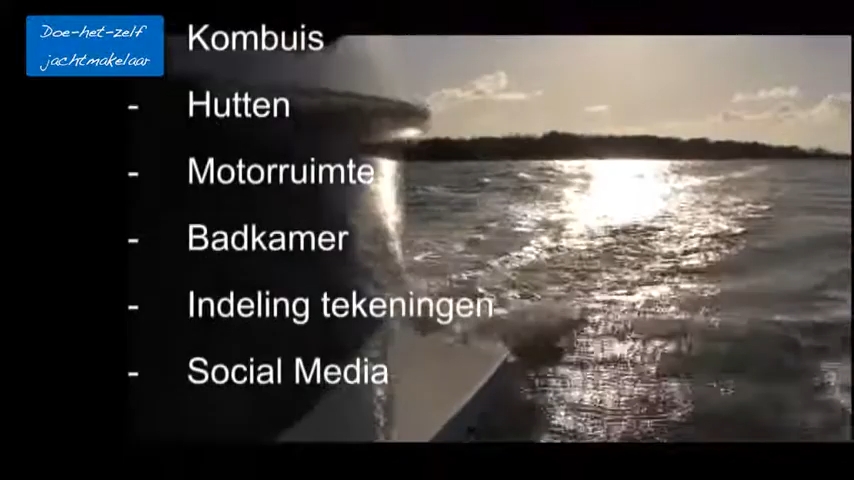 Doe-het-zelf
jachtmakelaar
Kombuis
- Hutten
- Motorruimte
- Badkamer
- Indeling tekeningen
- Social Media